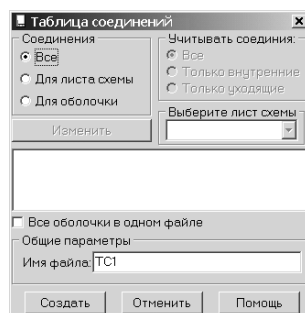 Таблица соединений
Соединения
Все
Для листа схемы
Для оболочки
Учитывать соединия:
Все
Только внутренние
Только уходящие
Изменить
Выберите лист схемы
Все оболочки в одном файле
Общие параметры
Имя файла: TC1
Создать Отменить Помощь